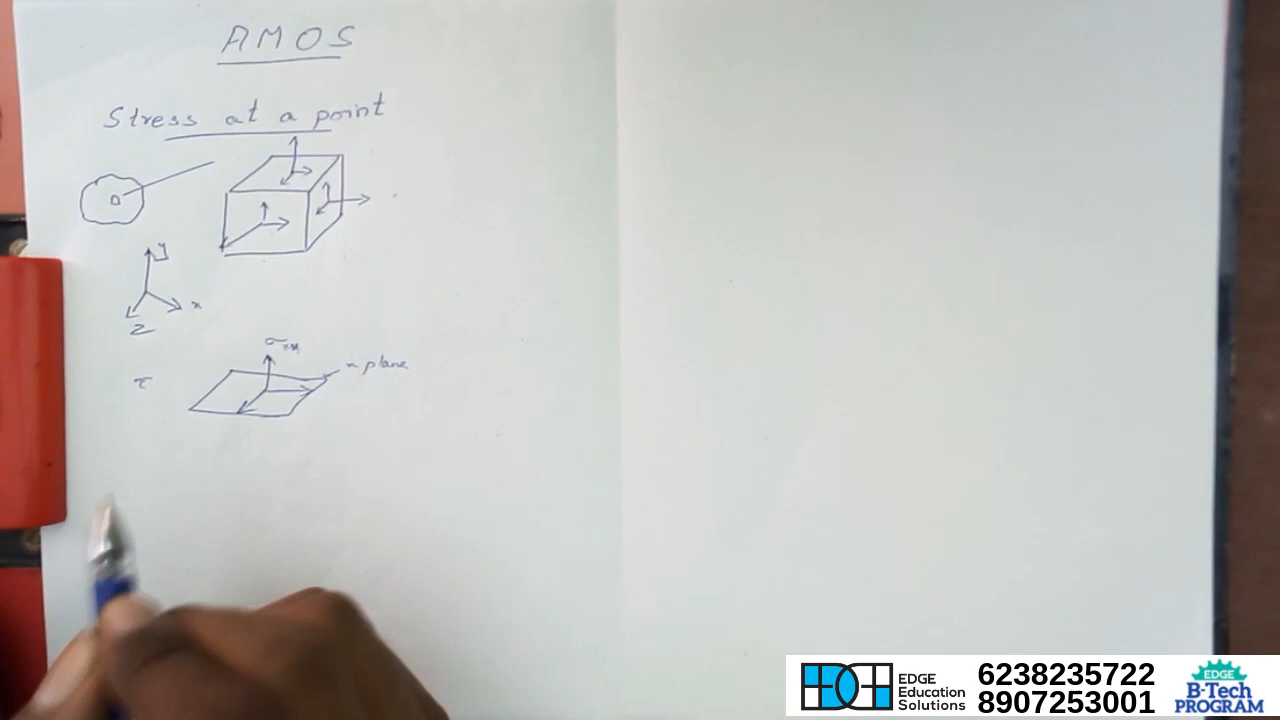 AMOS
Stress at a point
y
x
z
σxx
x plane
τ
EDGE
Education
Solutions
6238235722
8907253001
EDGE
B-Tech
PROGRAM